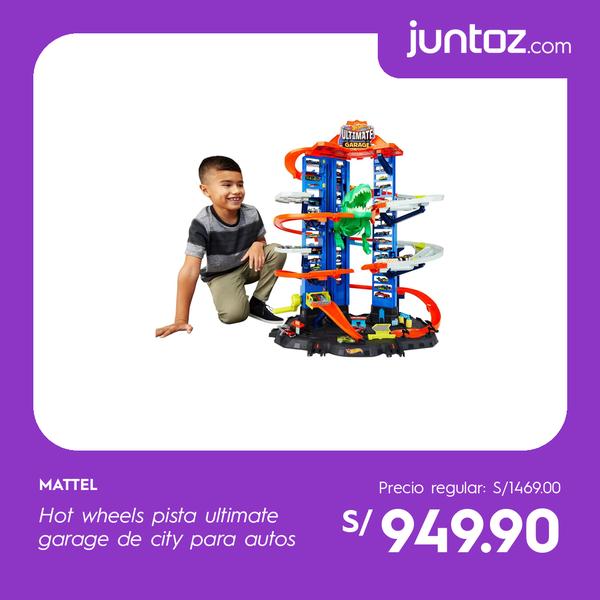 juntoz.com
ULTIMATE
GARAGE
MATTEL
Hot wheels pista ultimate
garage de city para autos
Precio regular: S/1469.00
S/ 949.90